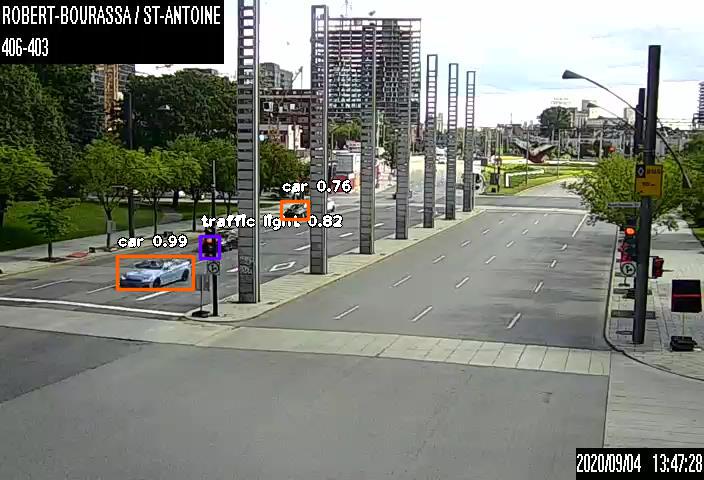 ROBERT-BOURASSA / ST-ANTOINE
406-403
car 0.76
traffic light 0.82
car 0.99
2020/09/04 13:47:28